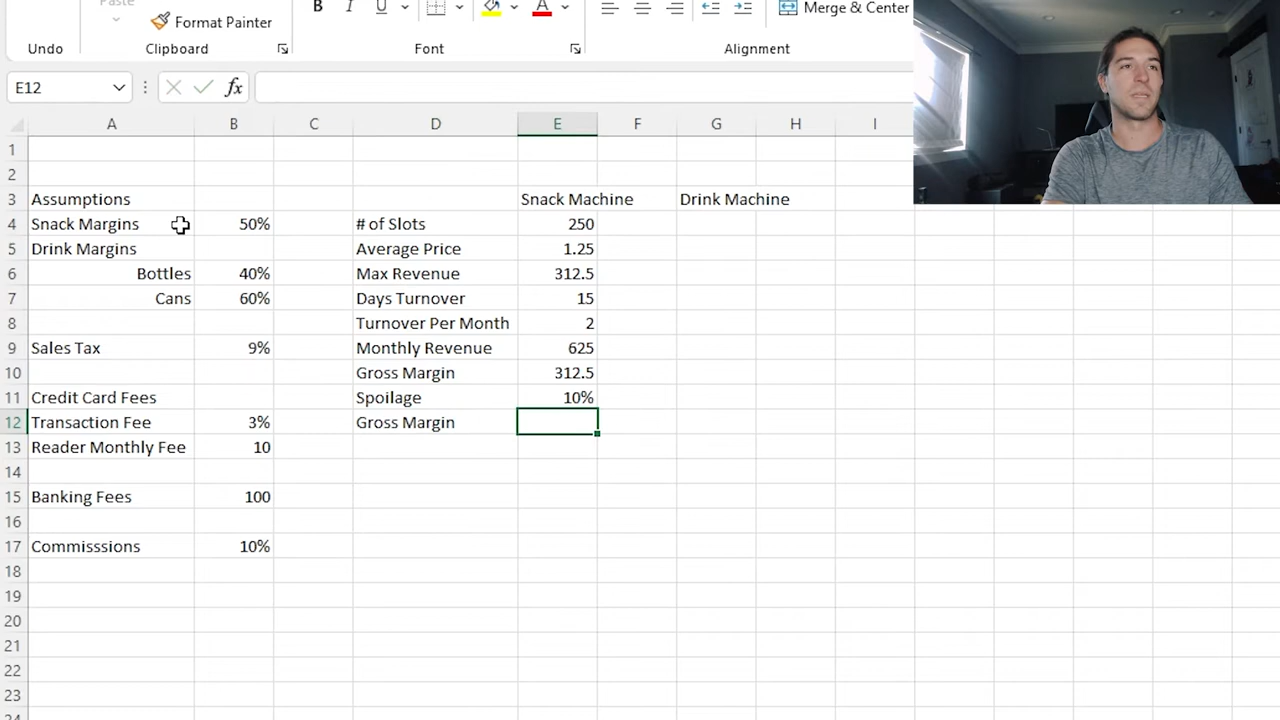 Paste
Format Painter
B I U A Merge & Center
Undo Clipboard Font Alignment
E12 fx
A B C D E F G H I
1
2
3 Assumptions Snack Machine Drink Machine
4 Snack Margins 50% # of Slots 250
5 Drink Margins Average Price 1.25
6 Bottles 40% Max Revenue 312.5
7 Cans 60% Days Turnover 15
8 Turnover Per Month 2
9 Sales Tax 9% Monthly Revenue 625
10 Gross Margin 312.5
11 Credit Card Fees Spoilage 10%
12 Transaction Fee 3% Gross Margin
13 Reader Monthly Fee 10
14
15 Banking Fees 100
16
17 Commisssions 10%
18
19
20
21
22
23